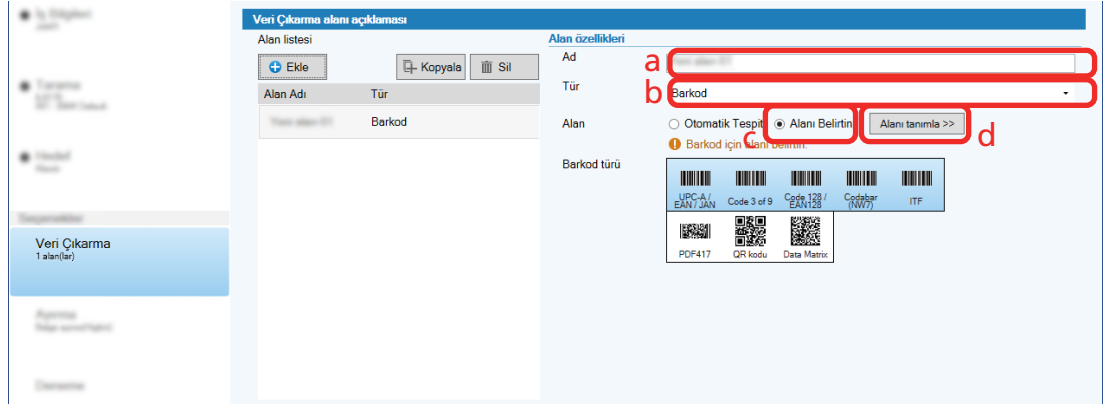 Veri Çıkarma alanı açıklaması
Alan listesi
Ekle
Kopyala
Sil
Alan Adı Tür
Barkod
Alan özellikleri
Ad
a
Tür
b
Barkod
Alan
Otomatik Tespit
Alanı Belirtin
Alanı tanımla >>
c
d
Barkod için alanı belirtin.
Barkod türü
UPC-A /
EAN / JAN
Code 3 of 9
Code 128 /
EAN128
Codabar
(NW7)
ITF
PDF417
QR kodu
Data Matrix
Seçenekler
Veri Çıkarma
1 alan(lar)